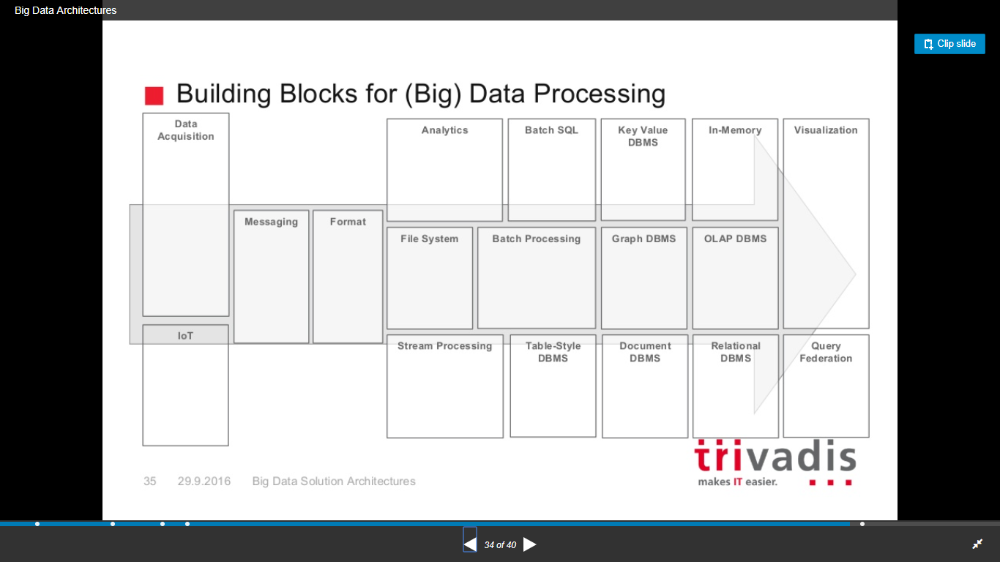 Big Data Architectures
Clip slide
Building Blocks for (Big) Data Processing
Data
Acquisition
Analytics
Batch SQL
Key Value
DBMS
In-Memory
Visualization
Messaging
Format
File System
Batch Processing
Graph DBMS
OLAP DBMS
IoT
Stream Processing
Table-Style
DBMS
Document
DBMS
Relational
DBMS
Query
Federation
trivadis
makes IT easier.
35 29.9.2016 Big Data Solution Architectures
34 of 40